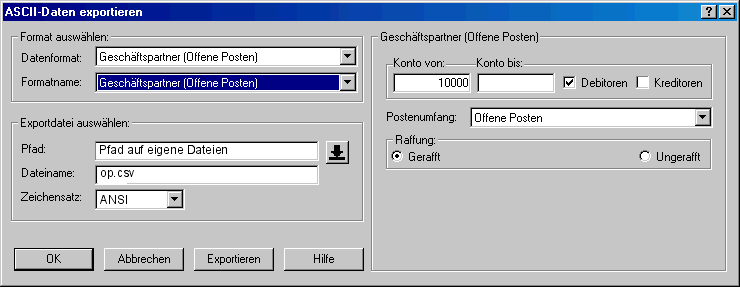 ASCII-Daten exportieren
Format auswählen:
Datenformat: Geschäftspartner (Offene Posten)
Formatname: Geschäftspartner (Offene Posten)
Exportdatei auswählen:
Pfad: Pfad auf eigene Dateien
Dateiname: op.csv
Zeichensatz: ANSI
OK Abbrechen Exportieren Hilfe
Geschäftspartner (Offene Posten)
Konto von: Konto bis:
10000 Debitoren Kreditoren
Postenumfang: Offene Posten
Raffung:
Gerafft Ungerafft